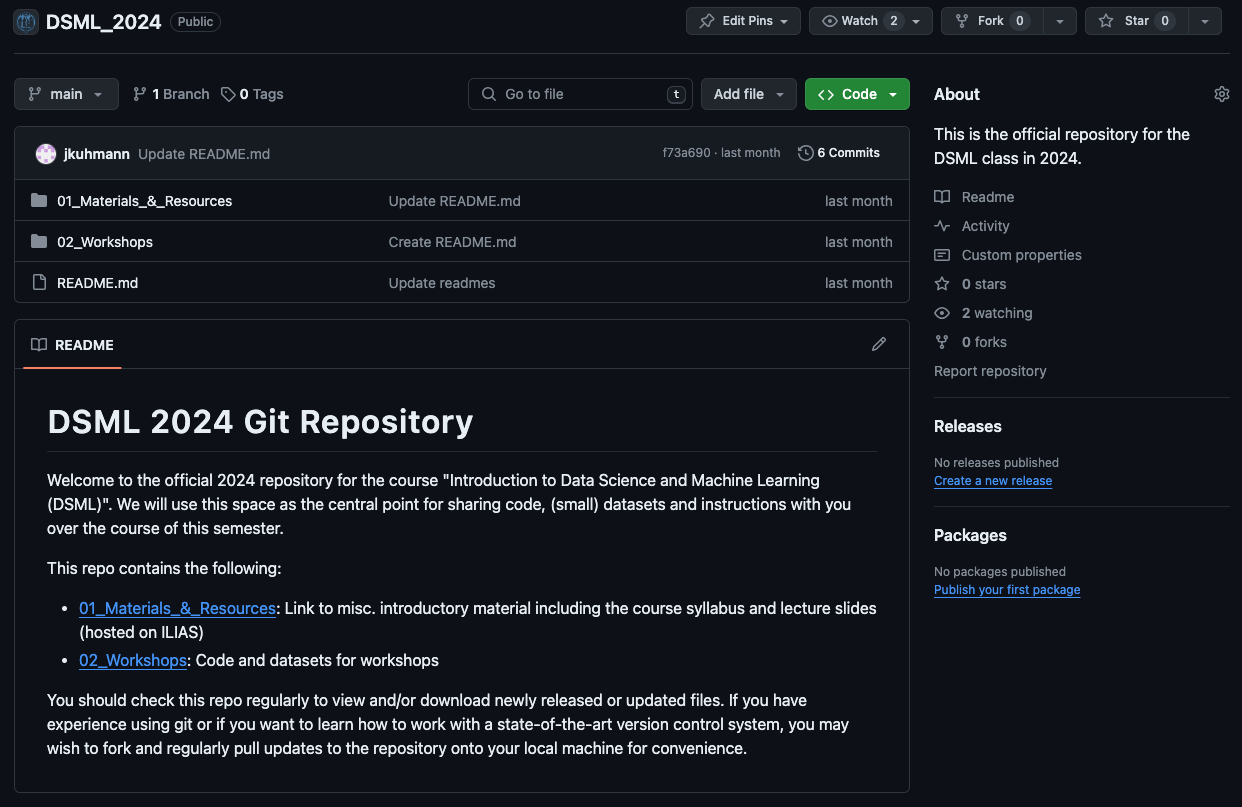 DSML_2024 Public Edit Pins Watch 2 Fork 0 Star 0
main 1 Branch 0 Tags Go to file t Add file Code
jkuhmann Update README.md f73a690 · last month 6 Commits
01_Materials_&_Resources Update README.md last month
02_Workshops Create README.md last month
README.md Update readmes last month
README
DSML 2024 Git Repository
Welcome to the official 2024 repository for the course "Introduction to Data Science and Machine Learning
(DSML)". We will use this space as the central point for sharing code, (small) datasets and instructions with you
over the course of this semester.
This repo contains the following:
• 01_Materials_&_Resources: Link to misc. introductory material including the course syllabus and lecture slides
(hosted on ILIAS)
• 02_Workshops: Code and datasets for workshops
You should check this repo regularly to view and/or download newly released or updated files. If you have
experience using git or if you want to learn how to work with a state-of-the-art version control system, you may
wish to fork and regularly pull updates to the repository onto your local machine for convenience.
About
This is the official repository for the
DSML class in 2024.
Readme
Activity
Custom properties
0 stars
2 watching
0 forks
Report repository
Releases
No releases published
Create a new release
Packages
No packages published
Publish your first package